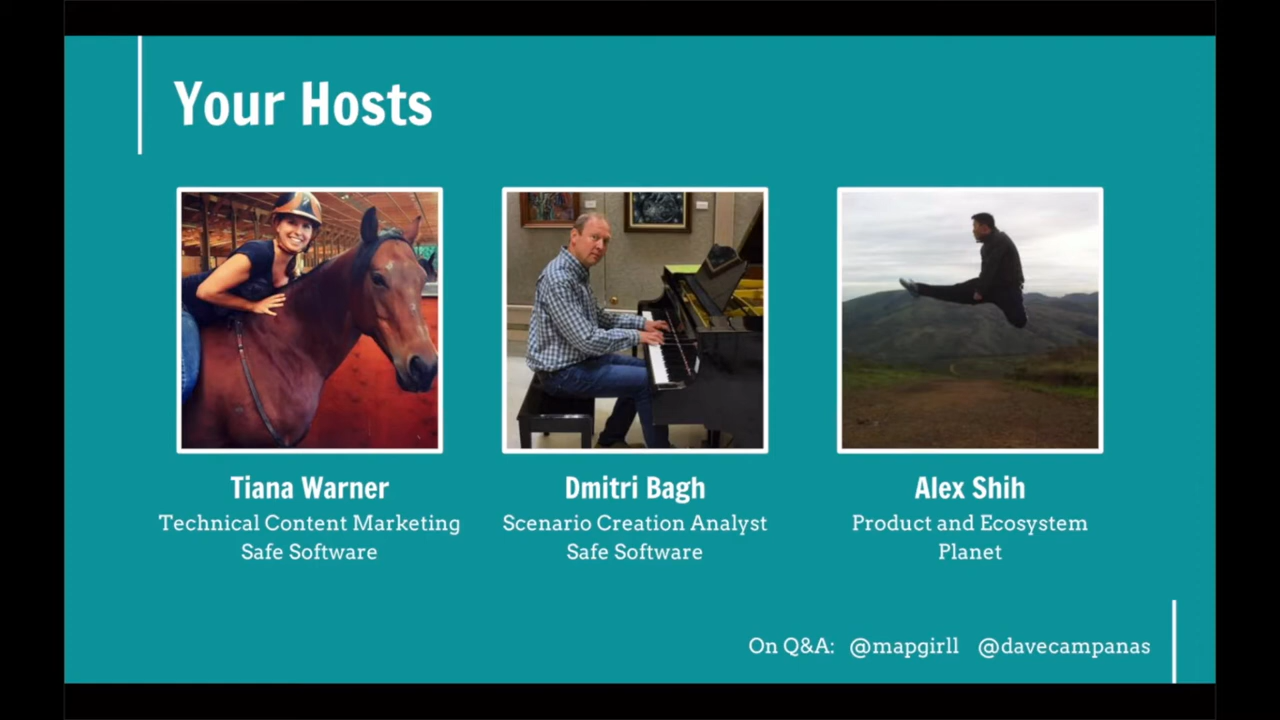 Your Hosts
Tiana Warner
Technical Content Marketing
Safe Software
Dmitri Bagh
Scenario Creation Analyst
Safe Software
Alex Shih
Product and Ecosystem
Planet
On Q&A: @mapgirll @davecampanas